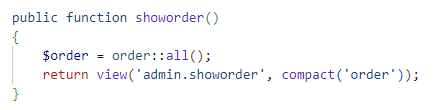 public function showorder()
{
    $order = order::all();
    return view('admin.showorder', compact('order'));
}